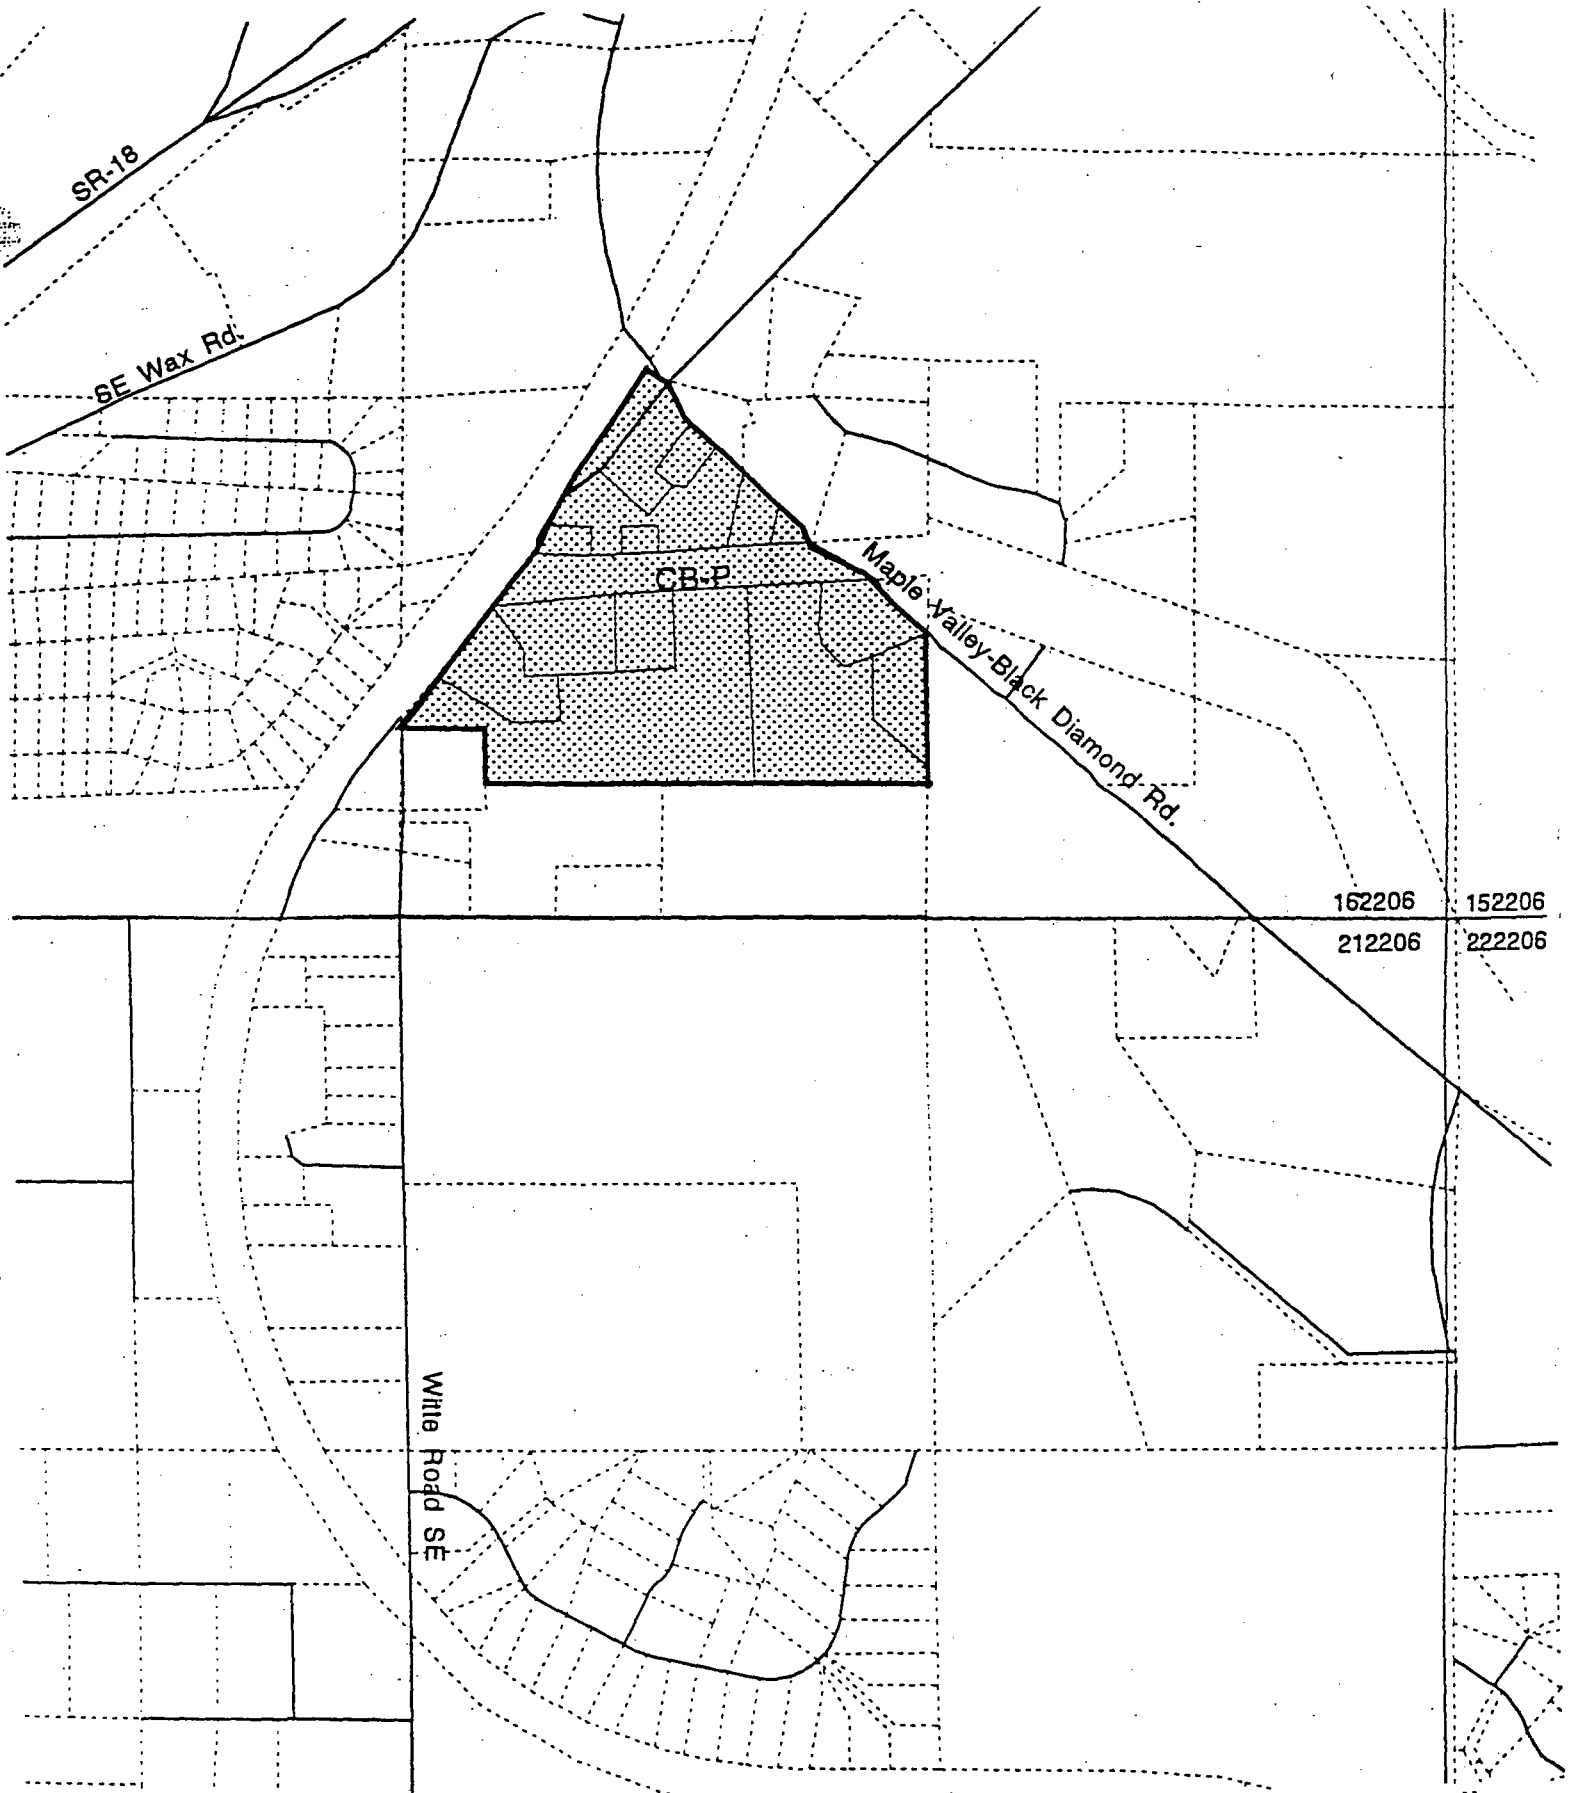 SR-18
SE Wax Rd.
CB-P
Maple Valley-Black Diamond Rd.
162206
152206
212206
222206
Witte Road SE